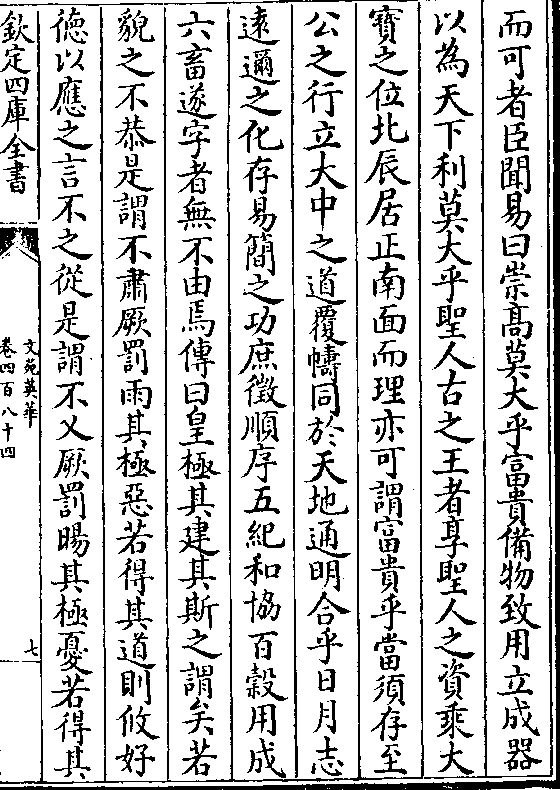 而可者臣聞易曰崇髙莫大乎富貴備物致用立成器
以為天下利莫大乎聖人古之王者享聖人之資乘大
寳之位北辰居正南面而理亦可謂富貴乎當須存至
公之行立大中之道覆幬同於天地通明合乎日月志
逺邇之化存易簡之功庶徵順序五紀和協百穀用成
六畜遂字者無不由焉傳曰皇極其建其斯之謂矣若
貌之不恭是謂不肅厥罰雨其極惡若得其道則攸好
徳以應之言不之從是謂不乂厥罰暘其極憂若得其
欽定四庫全書
文苑英華
卷四百八十四
七